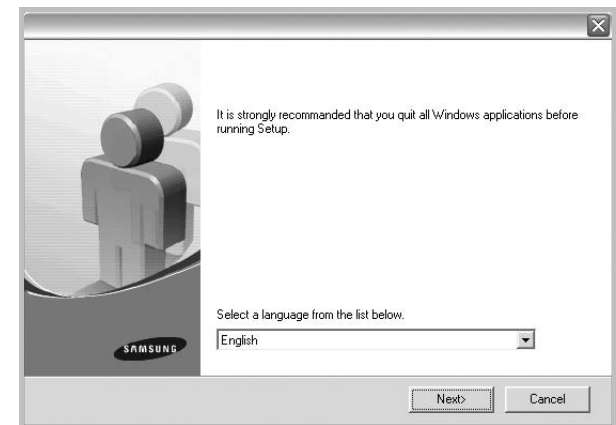 It is strongly recommanded that you quit all Windows applications before
running Setup.
Select a language from the list below.
English
SAMSUNG
Next>
Cancel